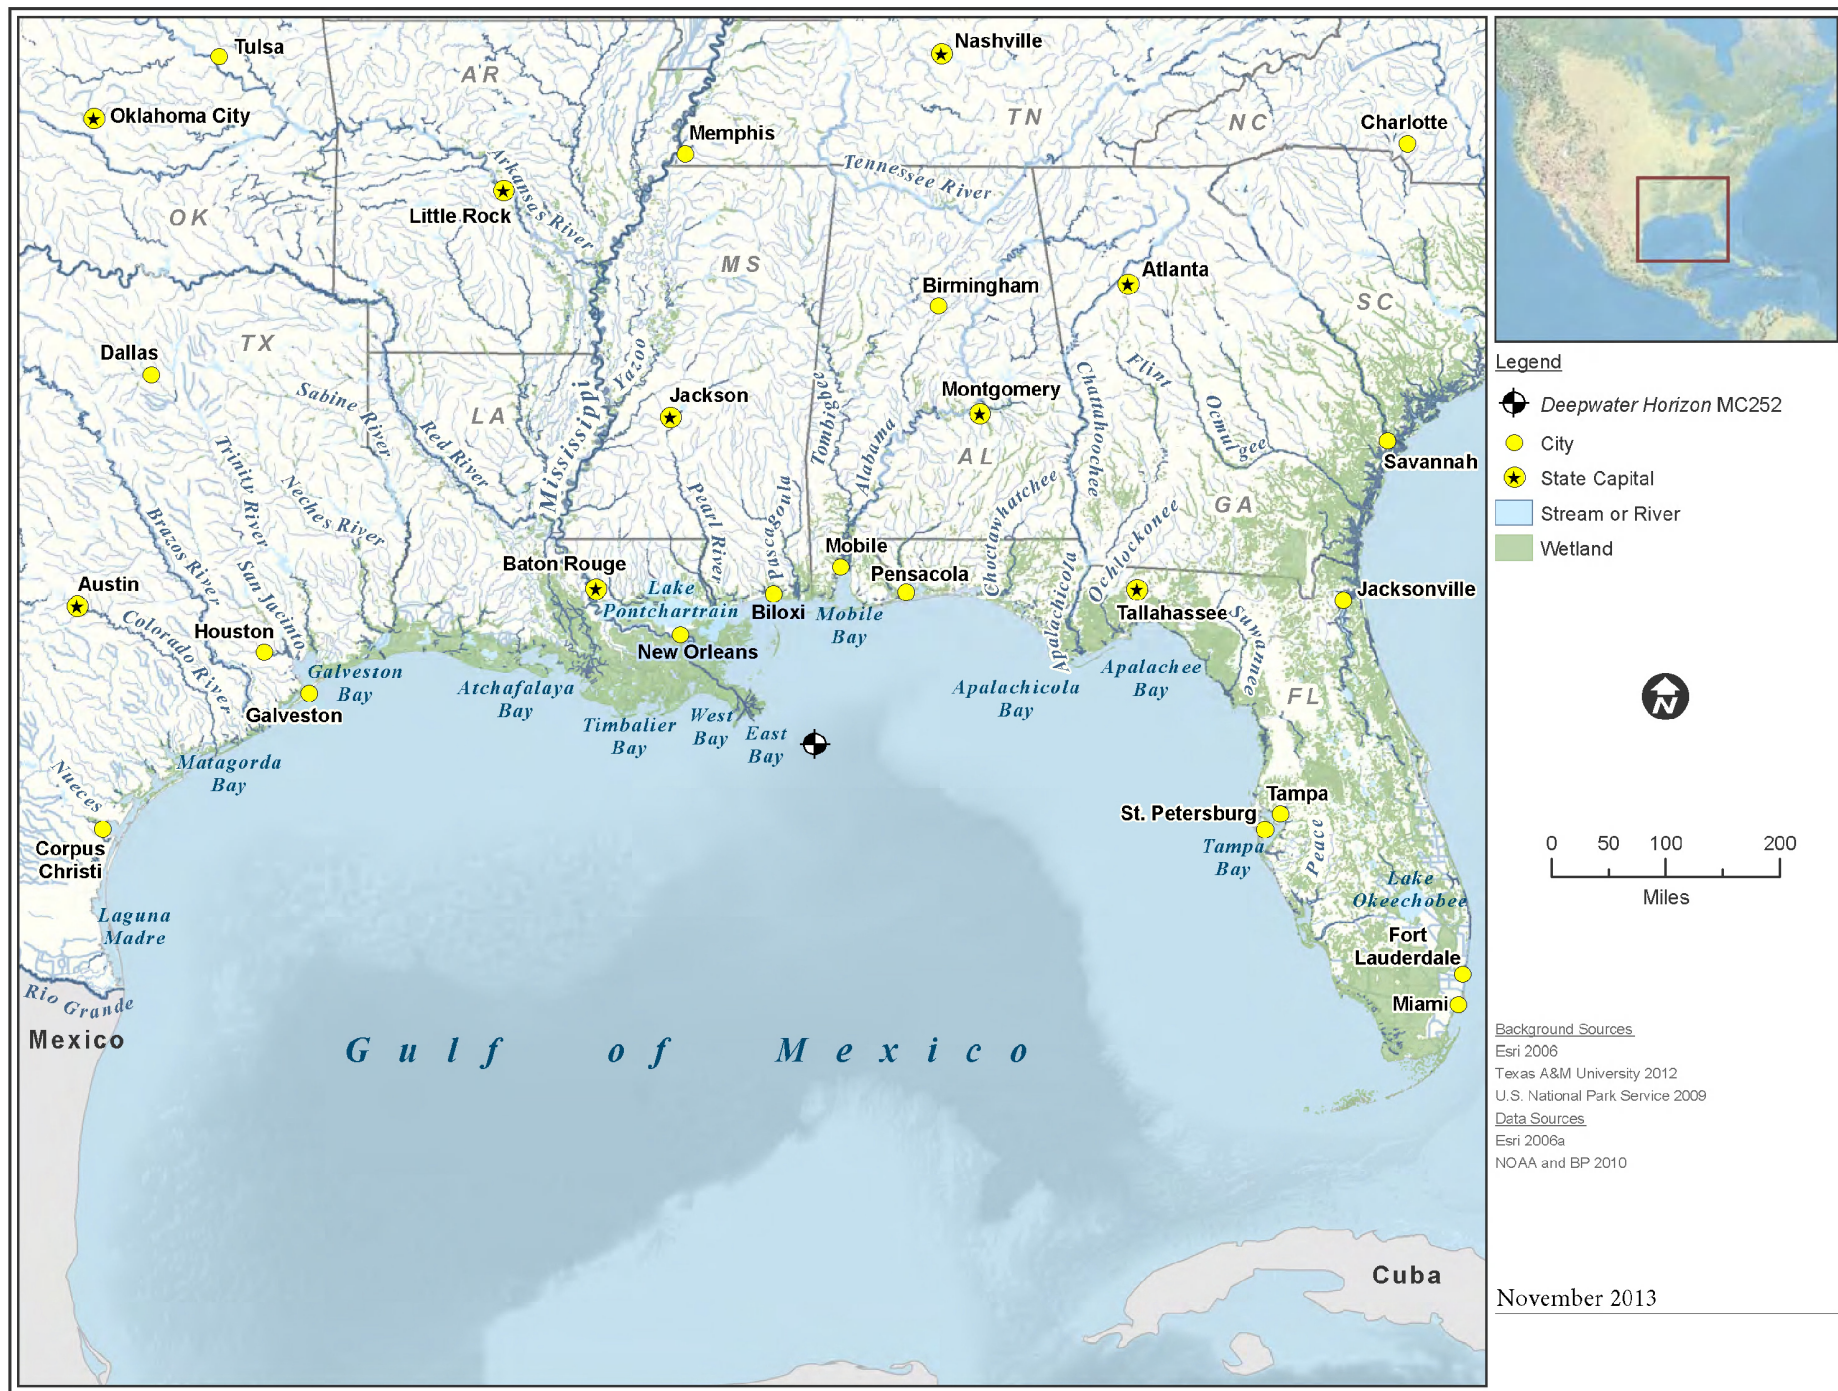 Tulsa
Nashville
AR
Oklahoma City
TN
NC
Charlotte
Memphis
Arkansas River
Tennessee River
Little Rock
OK
MS
Atlanta
Birmingham
SC
TX
Dallas
Yazoo
Flint
Sabine River
Mississippi
Jackson
Tombigbee
Montgomery
Chattahoochee
Ocmulgee
LA
Red River
Alabama
AL
Savannah
Trinity River
Neches River
Pearl River
Pascagoula
Choctawhatchee
Ochlockonee
GA
Brazos River
San Jacinto
Baton Rouge
Mobile
Pensacola
Apalachicola
Austin
Lake
Pontchartrain
Biloxi
Mobile
Bay
Tallahassee
Jacksonville
Colorado River
Houston
New Orleans
Suwannee
Galveston
Bay
Atchafalaya
Bay
Apalachicola
Bay
Apalachee
Bay
FL
Galveston
Timbalier
Bay
West
Bay
East
Bay
Matagorda
Bay
Nueces
Tampa
St. Petersburg
Tampa
Bay
Peace
Corpus
Christi
Lake
Okeechobee
Laguna
Madre
Fort
Lauderdale
Miami
Rio Grande
Mexico
Gulf of Mexico
Cuba
Legend
Deepwater Horizon MC252
City
State Capital
Stream or River
Wetland
N
0 50 100 200
Miles
Background Sources
Esri 2006
Texas A&M University 2012
U.S. National Park Service 2009
Data Sources
Esri 2006a
NOAA and BP 2010
November 2013